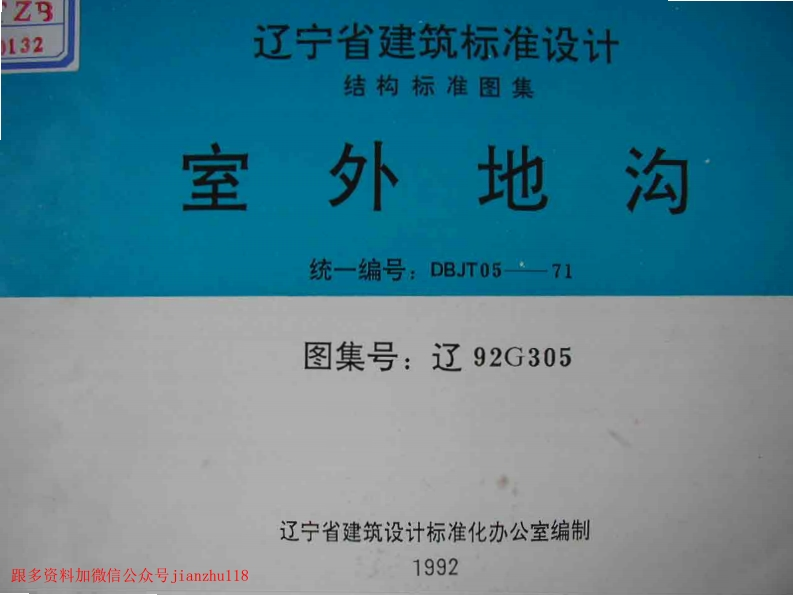 TZB
0132
辽宁省建筑标准设计
结构标准图集
室外地沟
统一编号：DBJT05——71
图集号：辽92G305
辽宁省建筑设计标准化办公室编制
1992
跟多资料加微信公众号jianzhu118